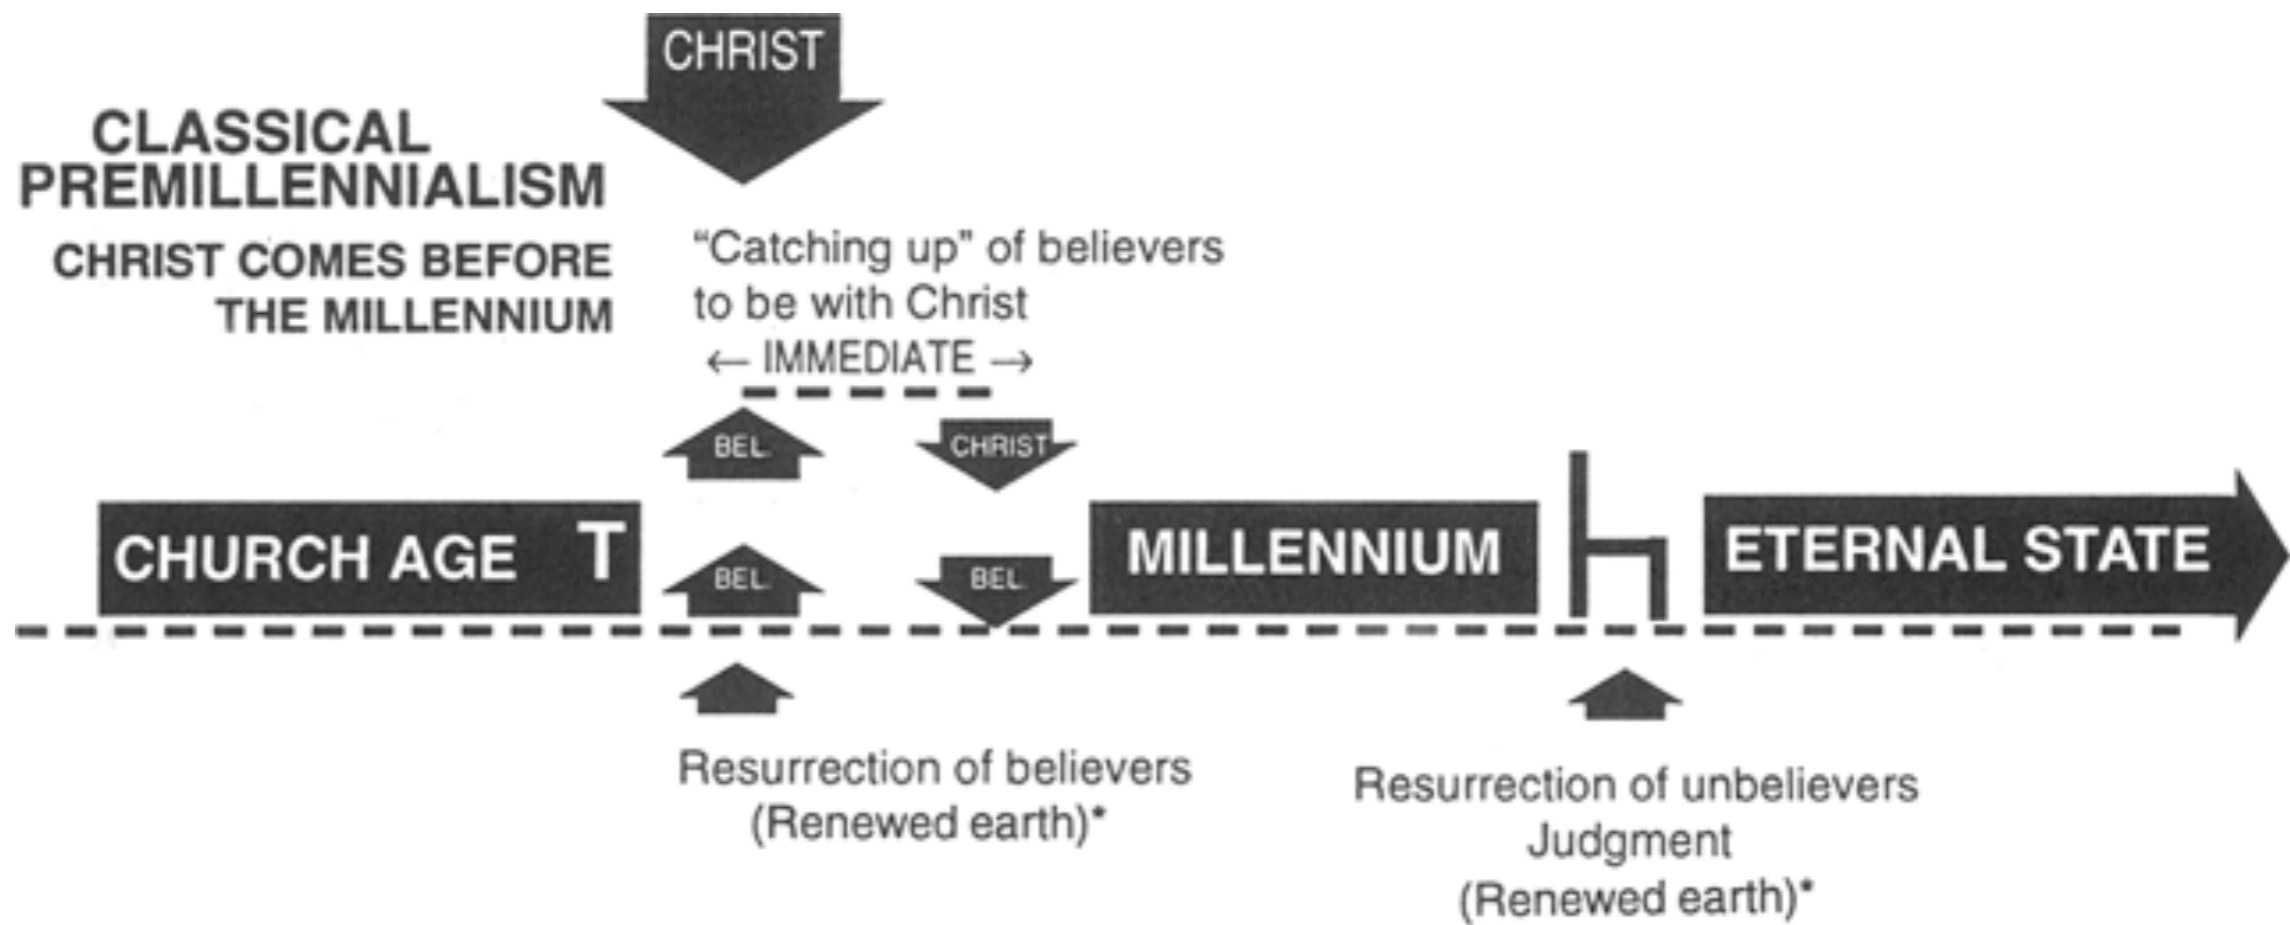 CHRIST
CLASSICAL
PREMILLENNIALISM
CHRIST COMES BEFORE
THE MILLENNIUM
“Catching up” of believers
to be with Christ
← IMMEDIATE →
BEL.
CHRIST
CHURCH AGE T
BEL.
BEL.
MILLENNIUM
ETERNAL STATE
Resurrection of believers
(Renewed earth)*
Resurrection of unbelievers
Judgment
(Renewed earth)*